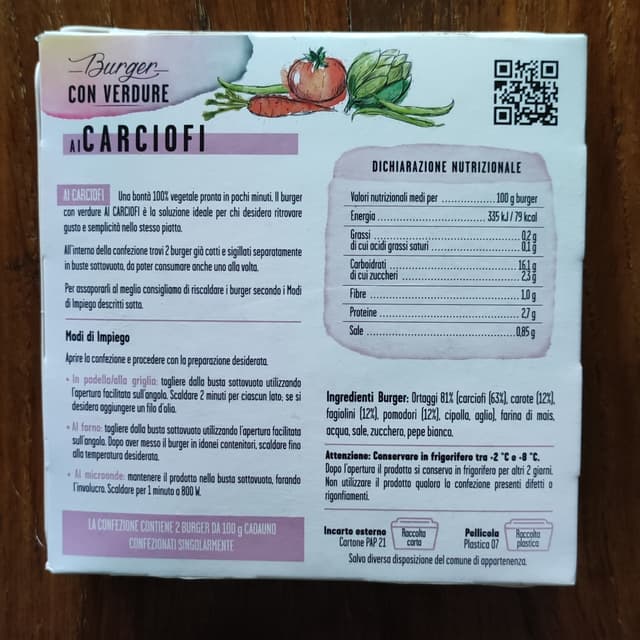 Burger
CON VERDURE
AI CARCIOFI
AI CARCIOFI Una bontà 100% vegetale pronta in pochi minuti. Il burger
con verdure AI CARCIOFI è la soluzione ideale per chi desidera ritrovare
gusto e semplicità nello stesso piatto.
All'interno della confezione trovi 2 burger già cotti e sigillati separatamente
in buste sottovuoto, da poter consumare anche uno alla volta.
Per assaporarli al meglio consigliamo di riscaldare i burger secondo i Modi
di Impiego descritti sotto.
Modi di Impiego
Aprire la confezione e procedere con la preparazione desiderata.
• In padella/alla griglia: togliere dalla busta sottovuoto utilizzando
l'apertura facilitata sull'angolo. Scaldare 2 minuti per ciascun lato; se si
desidera aggiungere un filo d'olio.
• Al forno: togliere dalla busta sottovuoto utilizzando l'apertura facilitata
sull'angolo. Dopo aver messo il burger in idonei contenitori, scaldare fino
alla temperatura desiderata.
• Al microonde: mantenere il prodotto nella busta sottovuoto, forando
l'involucro. Scaldare per 1 minuto a 800 W.
LA CONFEZIONE CONTIENE 2 BURGER DA 100 g CADAUNO
CONFEZIONATI SINGOLARMENTE
DICHIARAZIONE NUTRIZIONALE
Valori nutrizionali medi per 100 g burger
Energia 335 kJ / 79 kcal
Grassi 0,2 g
di cui acidi grassi saturi 0,1 g
Carboidrati 16,1 g
di cui zuccheri 2,3 g
Fibre 1,0 g
Proteine 2,7 g
Sale 0,85 g
Ingredienti Burger: Ortaggi 81% (carciofi (63%), carote (12%),
fagiolini (12%), pomodori (12%), cipolla, aglio), farina di mais,
acqua, sale, zucchero, pepe bianco.
Attenzione: Conservare in frigorifero tra +2 °C e +8 °C.
Dopo l'apertura il prodotto si conserva in frigorifero per altri 2 giorni.
Non utilizzare il prodotto qualora la confezione presenti difetti o
rigonfiamenti.
Incarto esterno
Cartone PAP 21
Raccolta
carta
Pellicola
Plastica 07
Raccolta
plastica
Salvo diversa disposizione del comune di appartenenza.